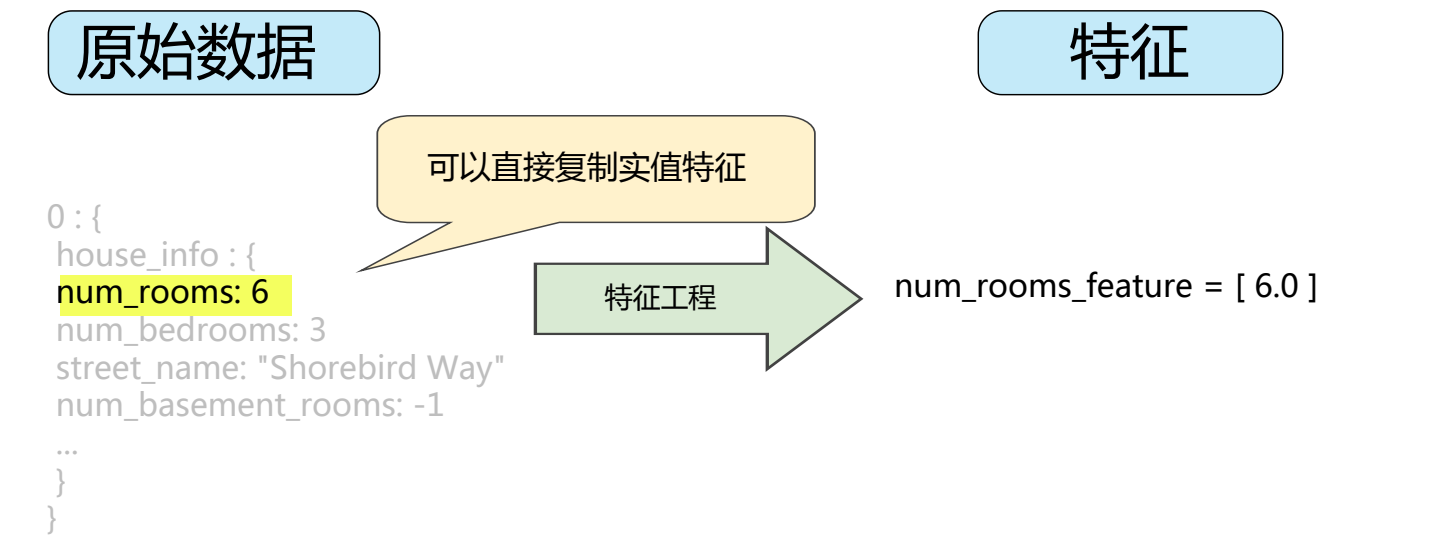 原始数据
特征
可以直接复制实值特征
0 : {
house_info : {
num_rooms: 6
num_bedrooms: 3
street_name: "Shorebird Way"
num_basement_rooms: -1
...
}
}
特征工程
num_rooms_feature = [ 6.0 ]